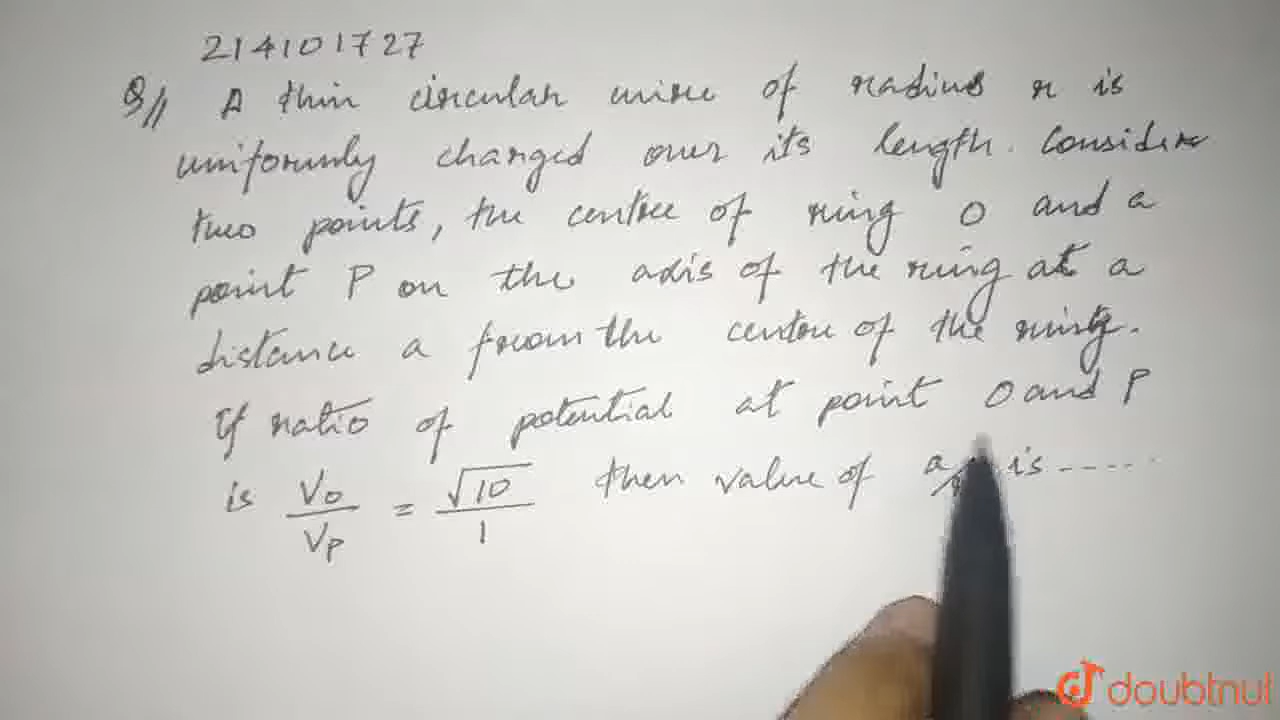 214101727
Q// A thin circular wire of radius r is
uniformly charged over its length. Consider
two points, the centre of ring O and a
point P on the axis of the ring at a
distance a from the centre of the ring.
If ratio of potential at point O and P
is Vo/Vp = √10/1 then value of a/ is -----
doubtnut